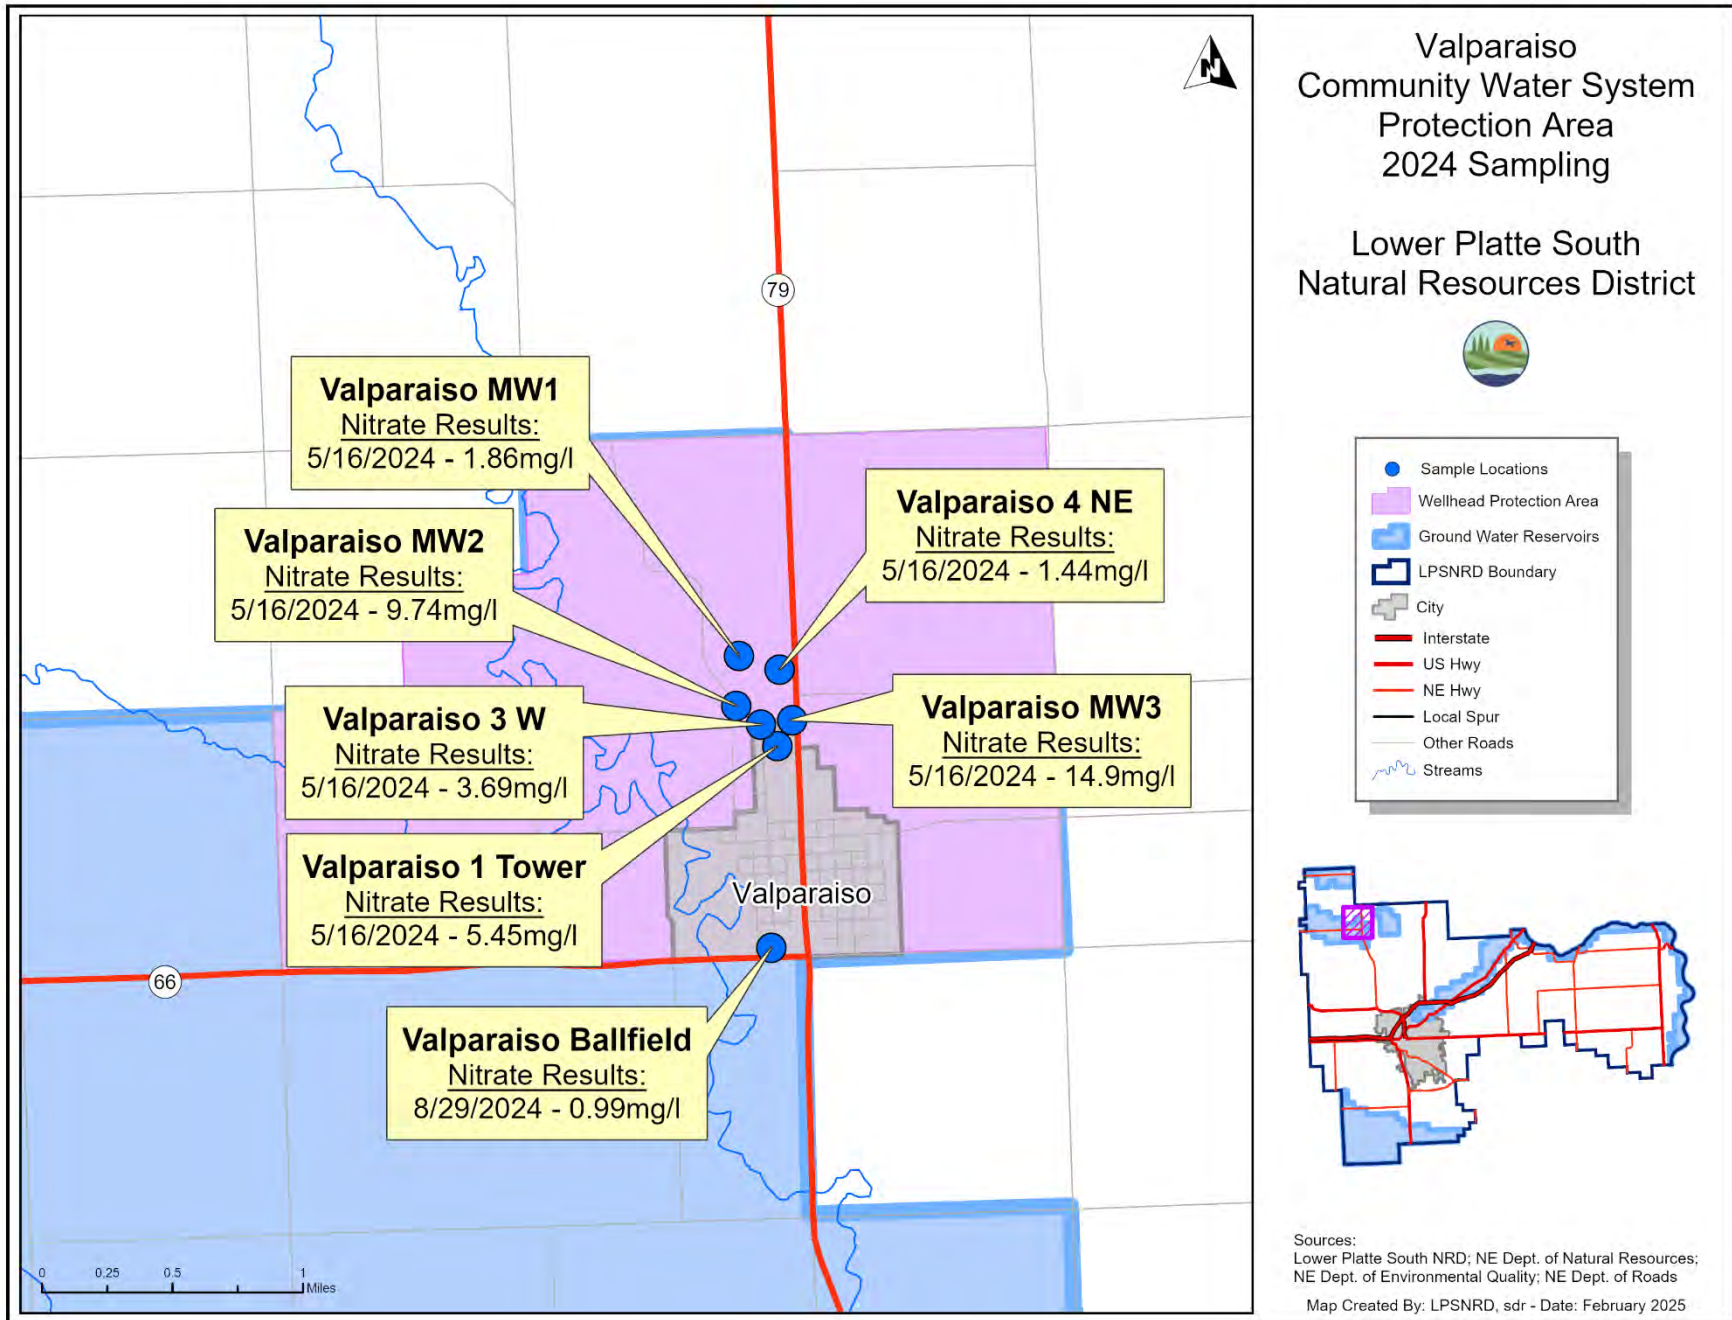 Valparaiso
Community Water System
Protection Area
2024 Sampling
Lower Platte South
Natural Resources District
N
79
Valparaiso MW1
Nitrate Results:
5/16/2024 - 1.86mg/l
Valparaiso 4 NE
Nitrate Results:
5/16/2024 - 1.44mg/l
Valparaiso MW2
Nitrate Results:
5/16/2024 - 9.74mg/l
Valparaiso 3 W
Nitrate Results:
5/16/2024 - 3.69mg/l
Valparaiso MW3
Nitrate Results:
5/16/2024 - 14.9mg/l
Valparaiso 1 Tower
Nitrate Results:
5/16/2024 - 5.45mg/l
Valparaiso
66
Valparaiso Ballfield
Nitrate Results:
8/29/2024 - 0.99mg/l
0 0.25 0.5 1
Miles
Sample Locations
Wellhead Protection Area
Ground Water Reservoirs
LPSNRD Boundary
City
Interstate
US Hwy
NE Hwy
Local Spur
Other Roads
Streams
Sources:
Lower Platte South NRD; NE Dept. of Natural Resources;
NE Dept. of Environmental Quality; NE Dept. of Roads
Map Created By: LPSNRD, sdr - Date: February 2025